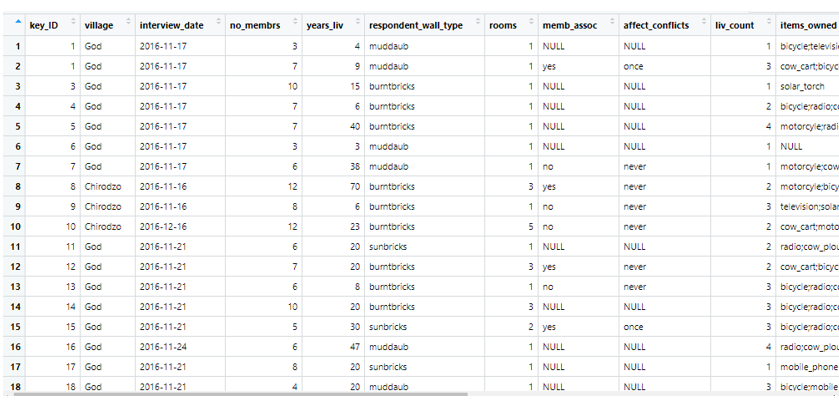 key_ID village interview_date no_membrs years_liv respondent_wall_type rooms memb_assoc affect_conflicts liv_count items_owned
1 1 God 2016-11-17 3 4 muddaub 1 NULL NULL 1 bicycle;televisi
2 1 God 2016-11-17 7 9 muddaub 1 yes once 3 cow_cart;bicyc
3 3 God 2016-11-17 10 15 burntbricks 1 NULL NULL 1 solar_torch
4 4 God 2016-11-17 7 6 burntbricks 1 NULL NULL 2 bicycle;radio;co
5 5 God 2016-11-17 7 40 burntbricks 1 NULL NULL 4 motorcyle;radi
6 6 God 2016-11-17 3 3 muddaub 1 NULL NULL 1 NULL
7 7 God 2016-11-17 6 38 muddaub 1 no never 1 motorcyle;cow
8 8 Chirodzo 2016-11-16 12 70 burntbricks 3 yes never 2 motorcyle;bicy
9 9 Chirodzo 2016-11-16 8 6 burntbricks 1 no never 3 television;solar
10 10 Chirodzo 2016-12-16 12 23 burntbricks 5 no never 2 cow_cart;moto
11 11 God 2016-11-21 6 20 sunbricks 1 NULL NULL 2 radio;cow_plou
12 12 God 2016-11-21 7 20 burntbricks 3 yes never 2 cow_cart;bicyc
13 13 God 2016-11-21 6 8 burntbricks 1 no never 3 bicycle;radio;co
14 14 God 2016-11-21 10 20 burntbricks 3 NULL NULL 3 bicycle;radio;co
15 15 God 2016-11-21 5 30 sunbricks 2 yes once 3 bicycle;radio;co
16 16 God 2016-11-24 6 47 muddaub 1 NULL NULL 4 radio;cow_plou
17 17 God 2016-11-21 8 20 sunbricks 1 NULL NULL 1 mobile_phone
18 18 God 2016-11-21 4 20 muddaub 1 NULL NULL 3 bicycle;mobile